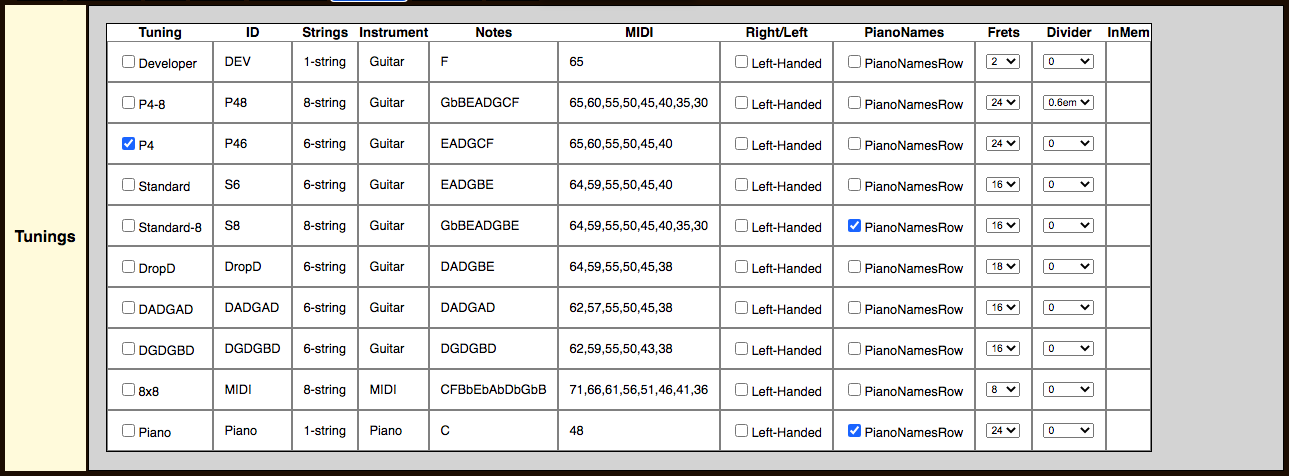 Tunings
Tuning ID Strings Instrument Notes MIDI Right/Left PianoNames Frets Divider InMem
Developer DEV 1-string Guitar F 65 Left-Handed PianoNamesRow 2 0
P4-8 P48 8-string Guitar GbBEADGCF 65,60,55,50,45,40,35,30 Left-Handed PianoNamesRow 24 0.6em
P4 P46 6-string Guitar EADGCF 65,60,55,50,45,40 Left-Handed PianoNamesRow 24 0
Standard S6 6-string Guitar EADGBE 64,59,55,50,45,40 Left-Handed PianoNamesRow 16 0
Standard-8 S8 8-string Guitar GbBEADGBE 64,59,55,50,45,40,35,30 Left-Handed PianoNamesRow 16 0
DropD DropD 6-string Guitar DADGBE 64,59,55,50,45,38 Left-Handed PianoNamesRow 18 0
DADGAD DADGAD 6-string Guitar DADGAD 62,57,55,50,45,38 Left-Handed PianoNamesRow 16 0
DGDGBD DGDGBD 6-string Guitar DGDGBD 62,59,55,50,43,38 Left-Handed PianoNamesRow 16 0
8x8 MIDI 8-string MIDI CFBbEbAbDbGbB 71,66,61,56,51,46,41,36 Left-Handed PianoNamesRow 8 0
Piano Piano 1-string Piano C 48 Left-Handed PianoNamesRow 24 0